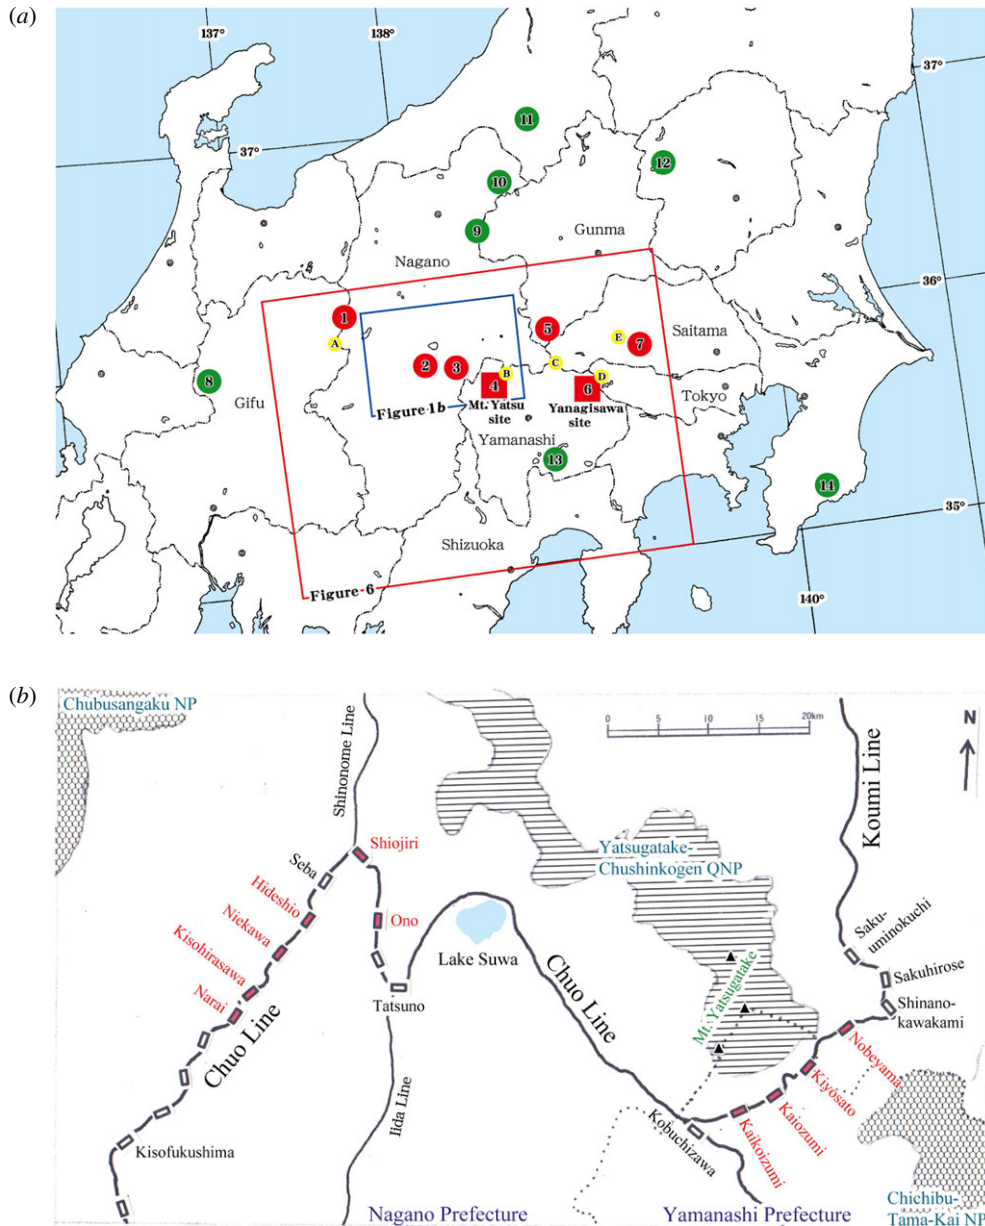 (a)
137°
138°
37°
37°
11
12
10
9
Gunma
Nagano
36°
1
5
E
7
Saitama
A
2
3
C
B
D
8
Gifu
4
6
Tokyo
Figure 1b
Mt. Yatsu
site
Yanagisawa
site
Yamanashi
13
14
35°
Shizuoka
Figure 6
140°
(b)
Chubusangaku NP
0
5
10
15
20km
N
Shinonome Line
Koumi Line
Shiojiri
Seba
Yatsugatake-
Chushinkogen QNP
Hideshio
Niekawa
Ono
Kisohirasawa
Lake Suwa
Saku-
uminokuchi
Narai
Tatsuno
Sakuhirose
Mt. Yatsugatake
Shinano-
kawakami
Chuo Line
Chuo Line
Nobeyama
Kiyōsato
Iida Line
Kaiozumi
Kisofukushima
Kobuchizawa
Kaikoizumi
Nagano Prefecture
Yamanashi Prefecture
Chichibu-
Tama-Kai NP